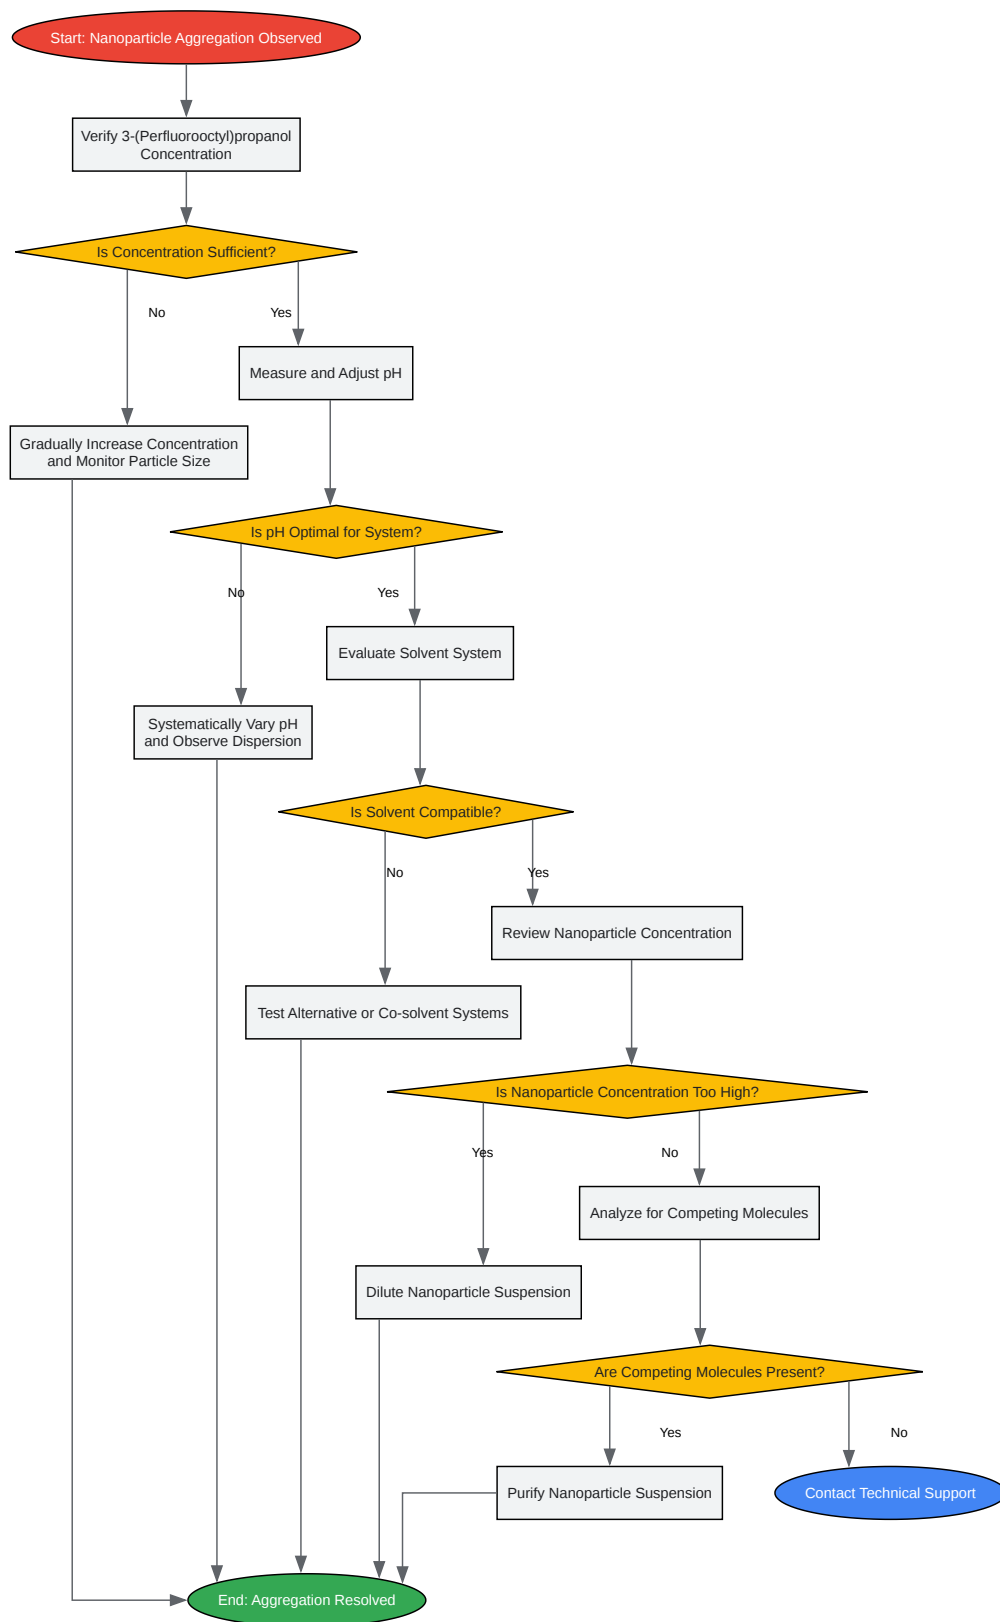 Start: Nanoparticle Aggregation Observed
Verify 3-(Perfluorooctyl)propanol
Concentration
Is Concentration Sufficient?
No
Yes
Measure and Adjust pH
Gradually Increase Concentration
and Monitor Particle Size
Is pH Optimal for System?
No
Yes
Evaluate Solvent System
Systematically Vary pH
and Observe Dispersion
Is Solvent Compatible?
No
Yes
Review Nanoparticle Concentration
Test Alternative or Co-solvent Systems
Is Nanoparticle Concentration Too High?
Yes
No
Analyze for Competing Molecules
Dilute Nanoparticle Suspension
Are Competing Molecules Present?
Yes
No
Purify Nanoparticle Suspension
Contact Technical Support
End: Aggregation Resolved